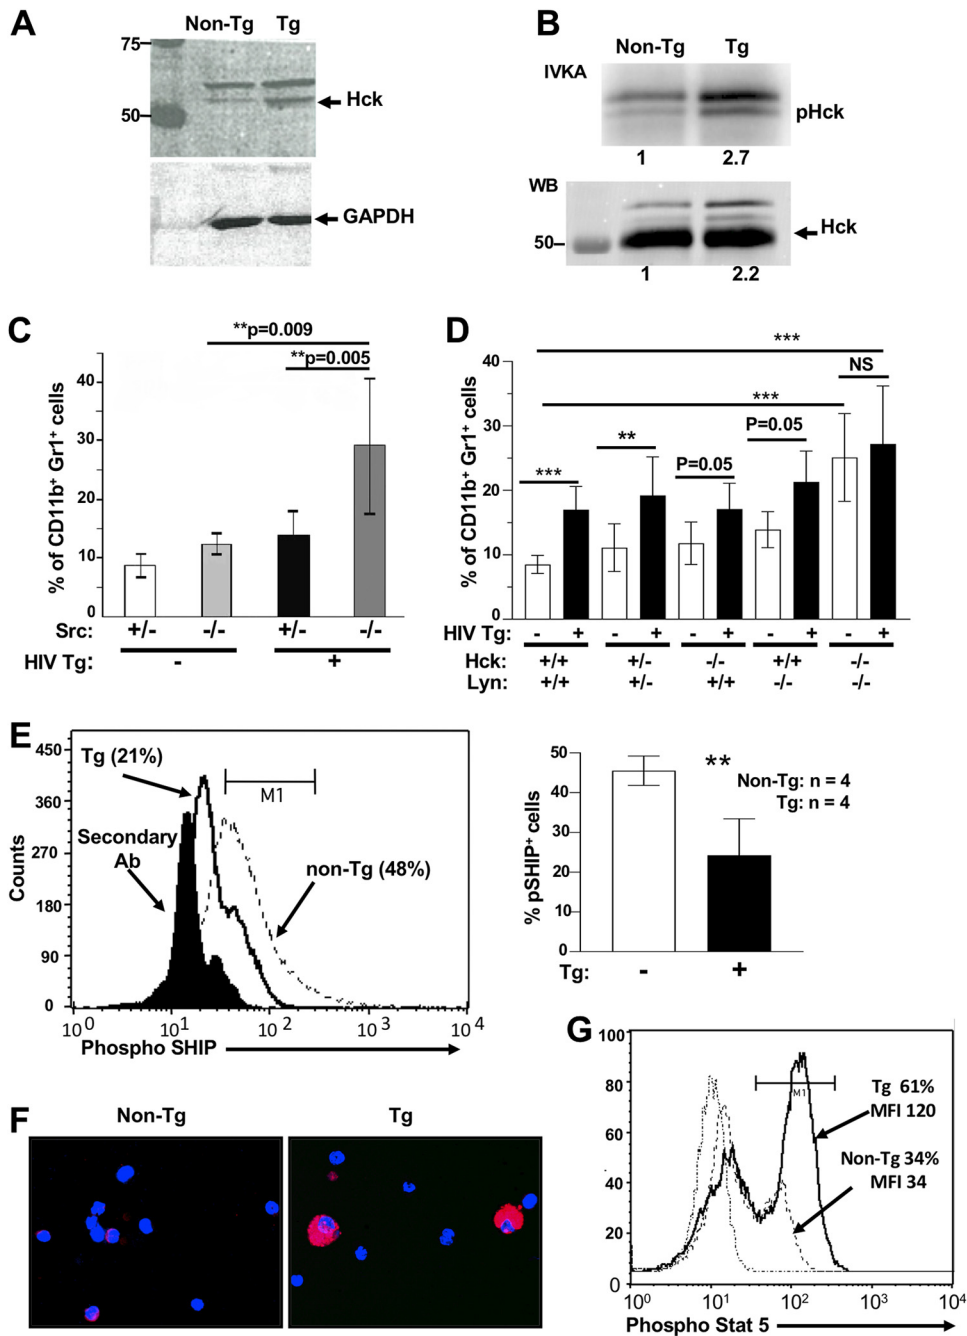 A
Non-Tg Tg
75
50
Hck
GAPDH
B
Non-Tg Tg
IVKA
pHck
1 2.7
WB
50
Hck
1 2.2
C
**p=0.009
**p=0.005
% of CD11b+ Gr1+ cells
40
30
20
10
0
Src: +/- -/- +/- -/-
HIV Tg: - +
D
***
NS
***
P=0.05
**
P=0.05
***
% of CD11b+ Gr1+ cells
40
30
20
10
0
HIV Tg: - + - + - + - + - +
Hck: +/+ +/- -/- +/+ -/-
Lyn: +/+ +/- +/+ -/- -/-
E
Counts
450
360
270
180
90
0
Tg (21%)
M1
Secondary
Ab
non-Tg (48%)
10^0 10^1 10^2 10^3 10^4
Phospho SHIP
% pSHIP+ cells
50
40
30
20
10
0
**
Non-Tg: n = 4
Tg: n = 4
Tg: - +
F
Non-Tg Tg
G
100
80
60
40
20
0
M1
Tg 61%
MFI 120
Non-Tg 34%
MFI 34
10^0 10^1 10^2 10^3 10^4
Phospho Stat 5